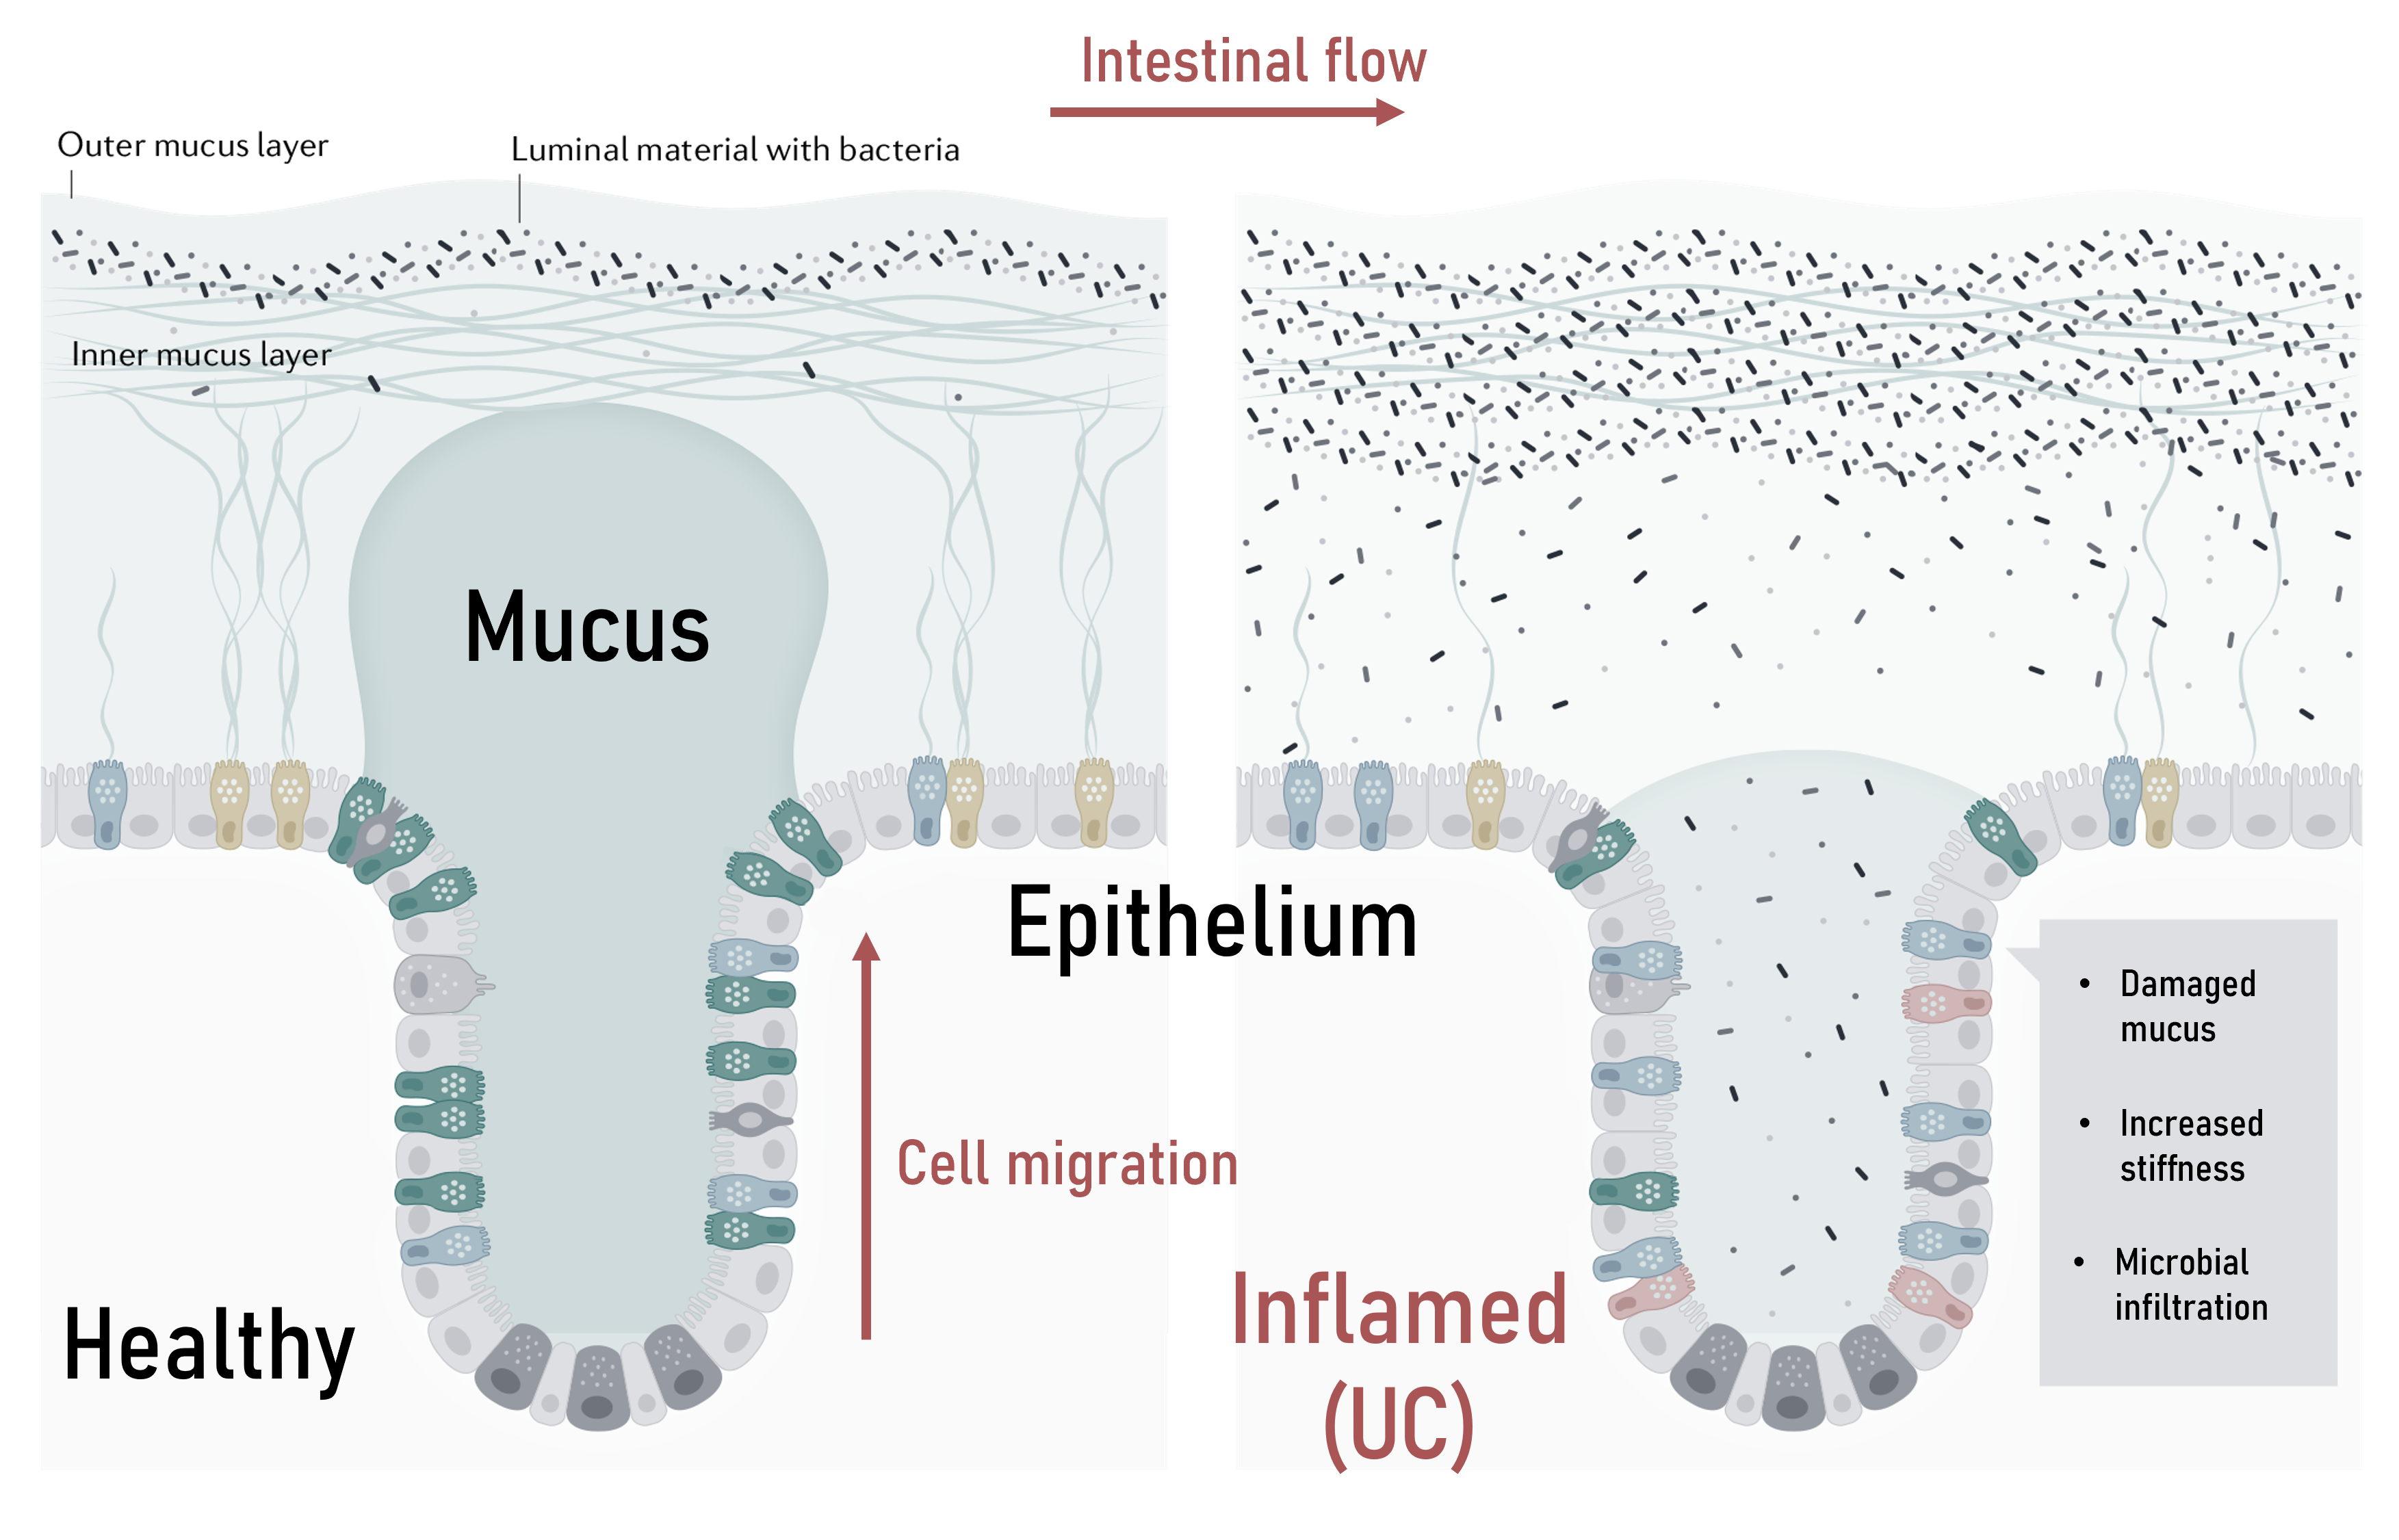 Intestinal flow
Outer mucus layer
Luminal material with bacteria
Inner mucus layer
Mucus
Epithelium
Cell migration
Healthy
Inflamed
(UC)
• Damaged
mucus
• Increased
stiffness
• Microbial
infiltration